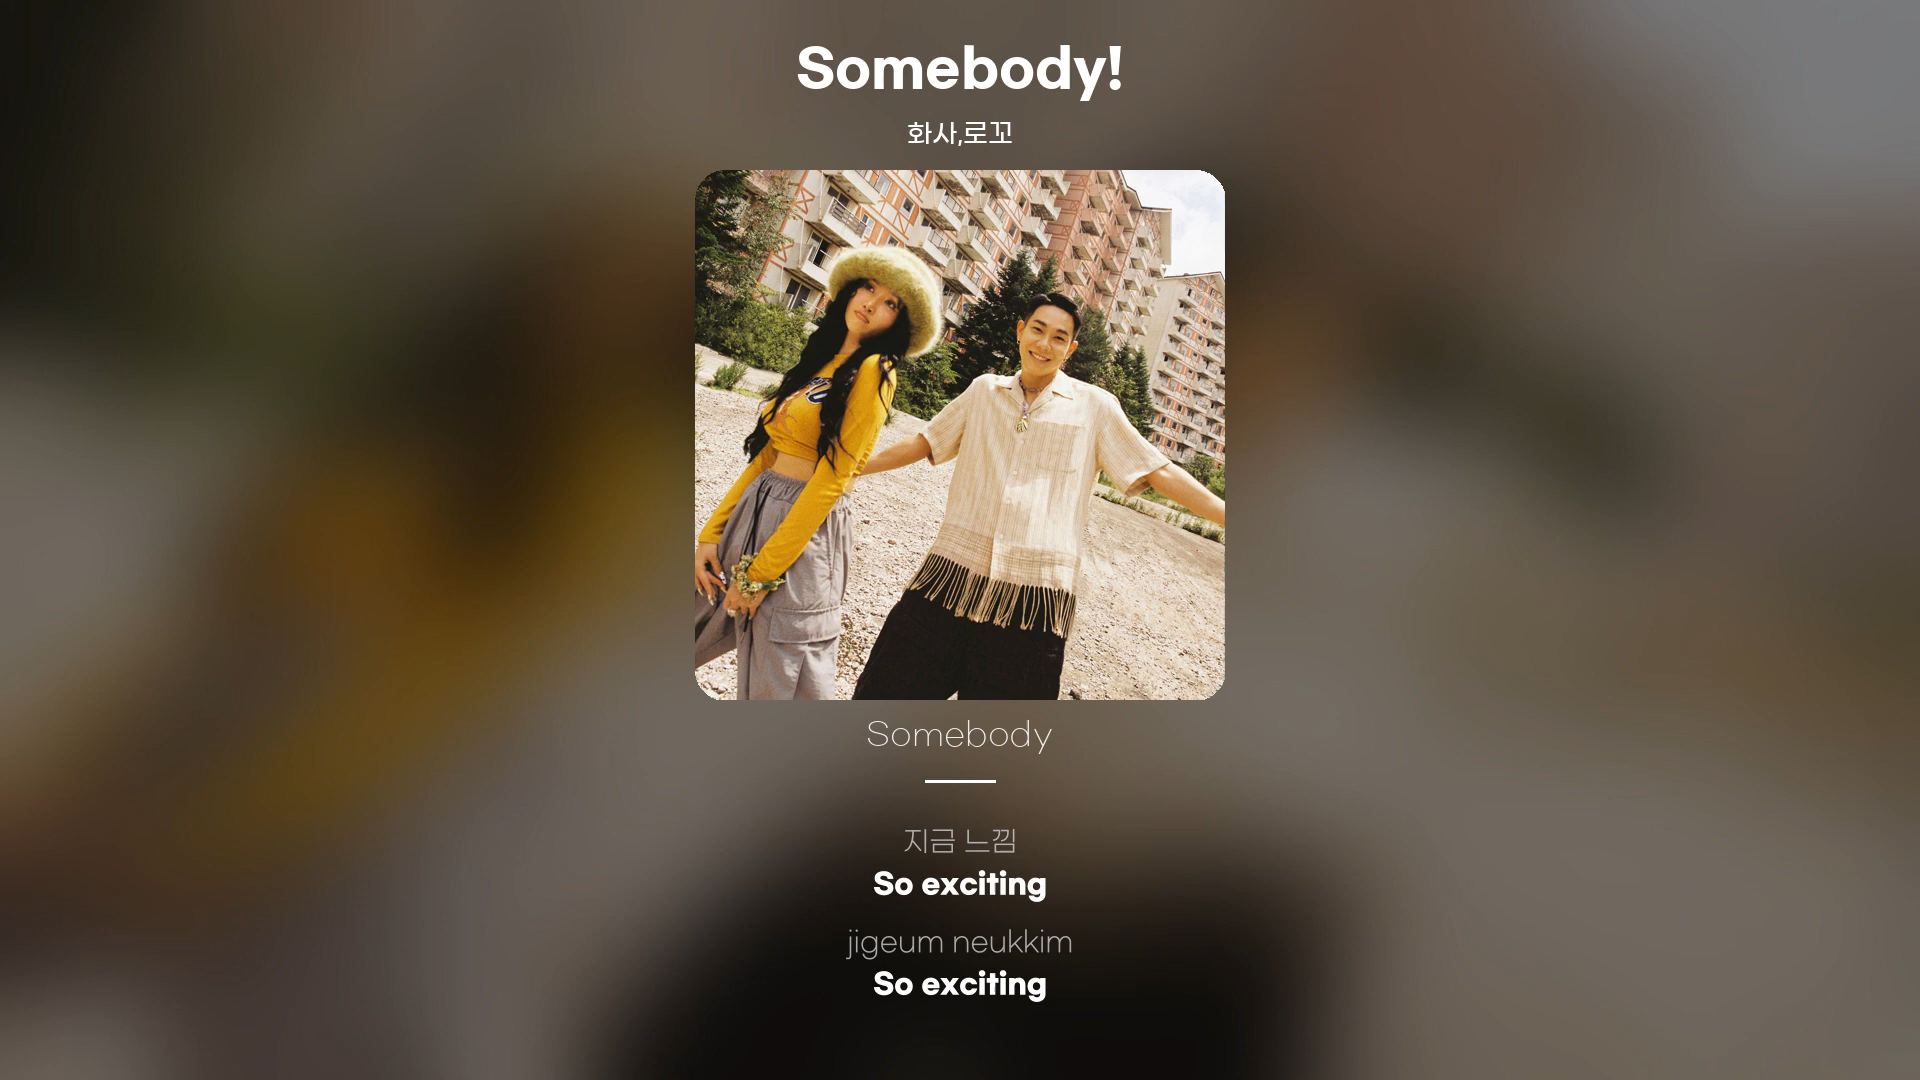 Somebody!
화사,로꼬
Somebody
지금 느낌
So exciting
jigeum neukkim
So exciting